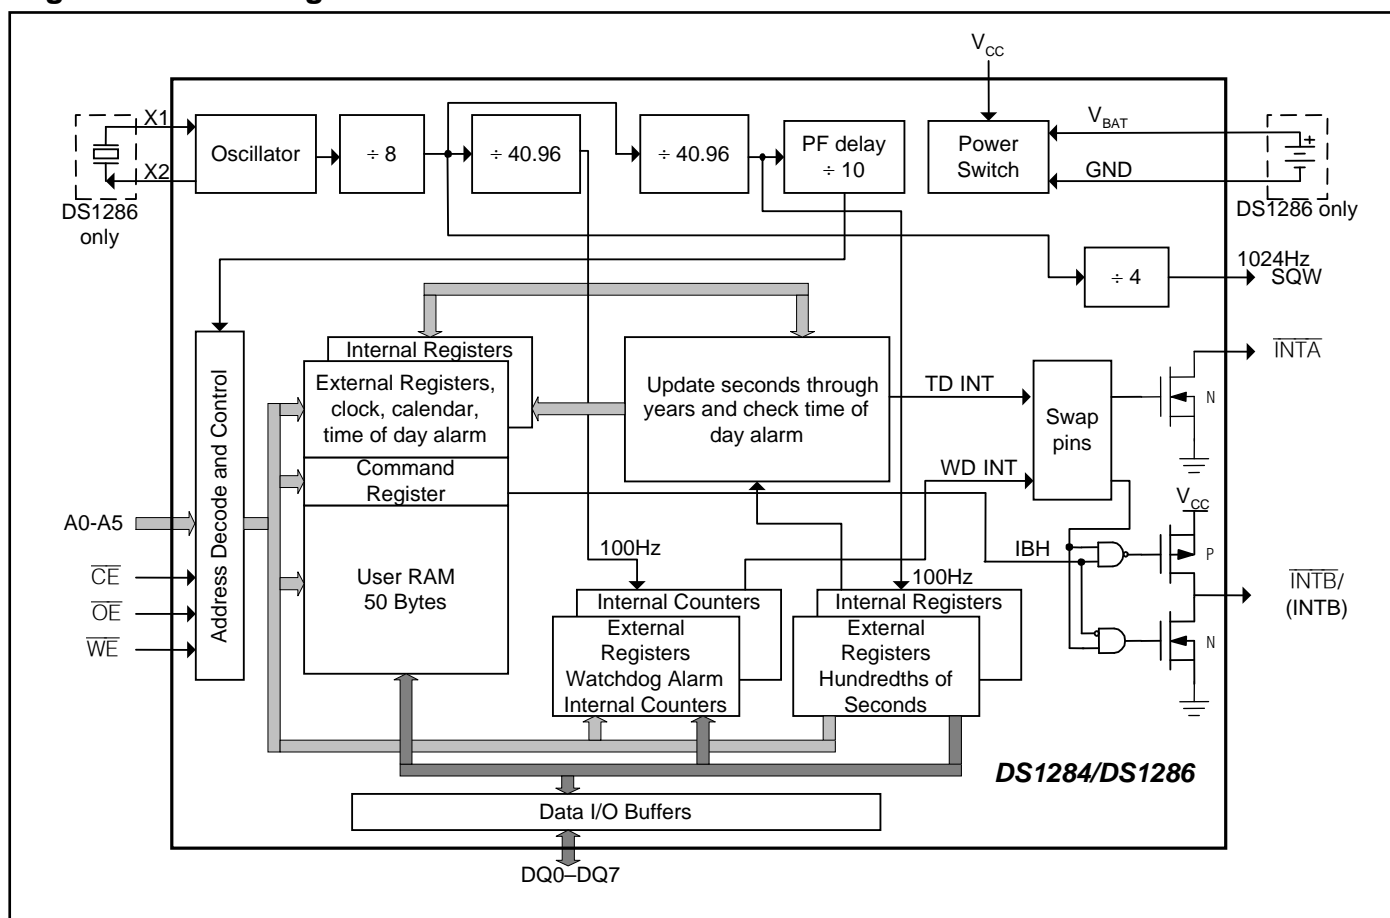 V_CC
X1
X2
Oscillator
÷ 8
÷ 40.96
÷ 40.96
PF delay
÷ 10
Power
Switch
V_BAT
GND
+
DS1286
only
DS1286 only
÷ 4
1024Hz
SQW
Internal Registers
External Registers,
clock, calendar,
time of day alarm
Command
Register
User RAM
50 Bytes
Update seconds through
years and check time of
day alarm
TD INT
WD INT
Swap
pins
INTA
N
V_CC
P
IBH
INTB/
(INTB)
N
Address Decode and Control
A0-A5
CE
OE
WE
100Hz
Internal Counters
External
Registers
Watchdog Alarm
Internal Counters
100Hz
Internal Registers
External
Registers
Hundredths of
Seconds
DS1284/DS1286
Data I/O Buffers
DQ0–DQ7